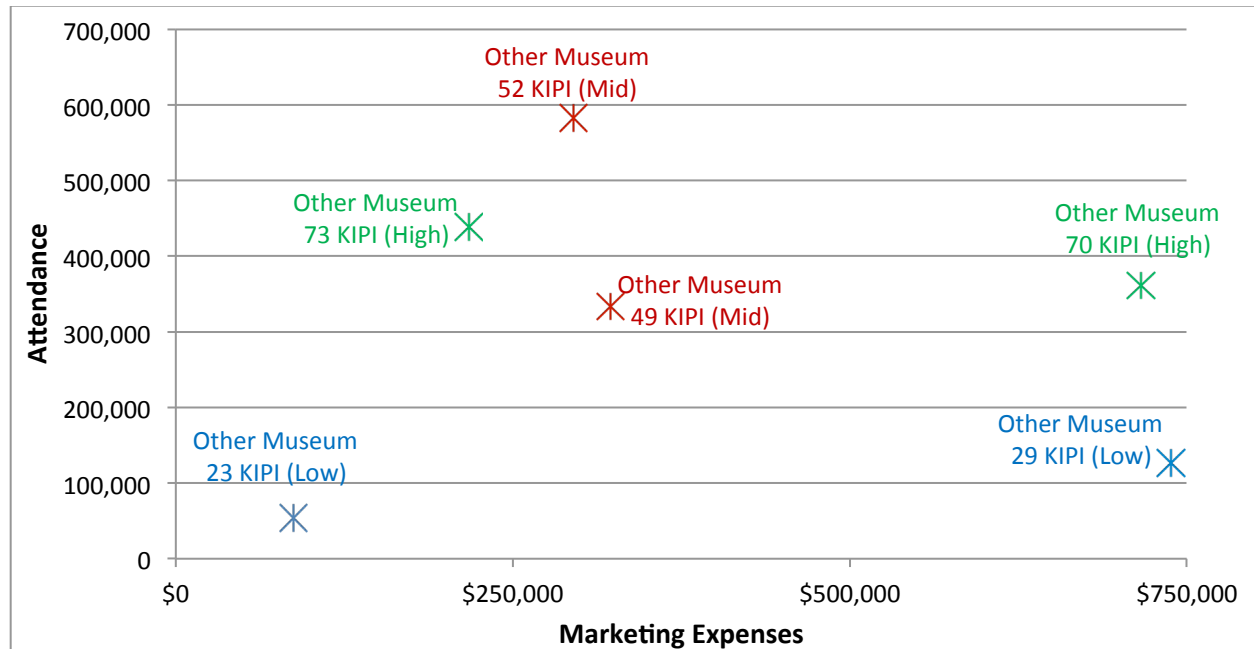 700,000
600,000
500,000
400,000
300,000
200,000
100,000
0
Attendance
Other Museum
52 KIPI (Mid)
Other Museum
73 KIPI (High)
Other Museum
70 KIPI (High)
Other Museum
49 KIPI (Mid)
Other Museum
23 KIPI (Low)
Other Museum
29 KIPI (Low)
$0
$250,000
$500,000
$750,000
Marketing Expenses